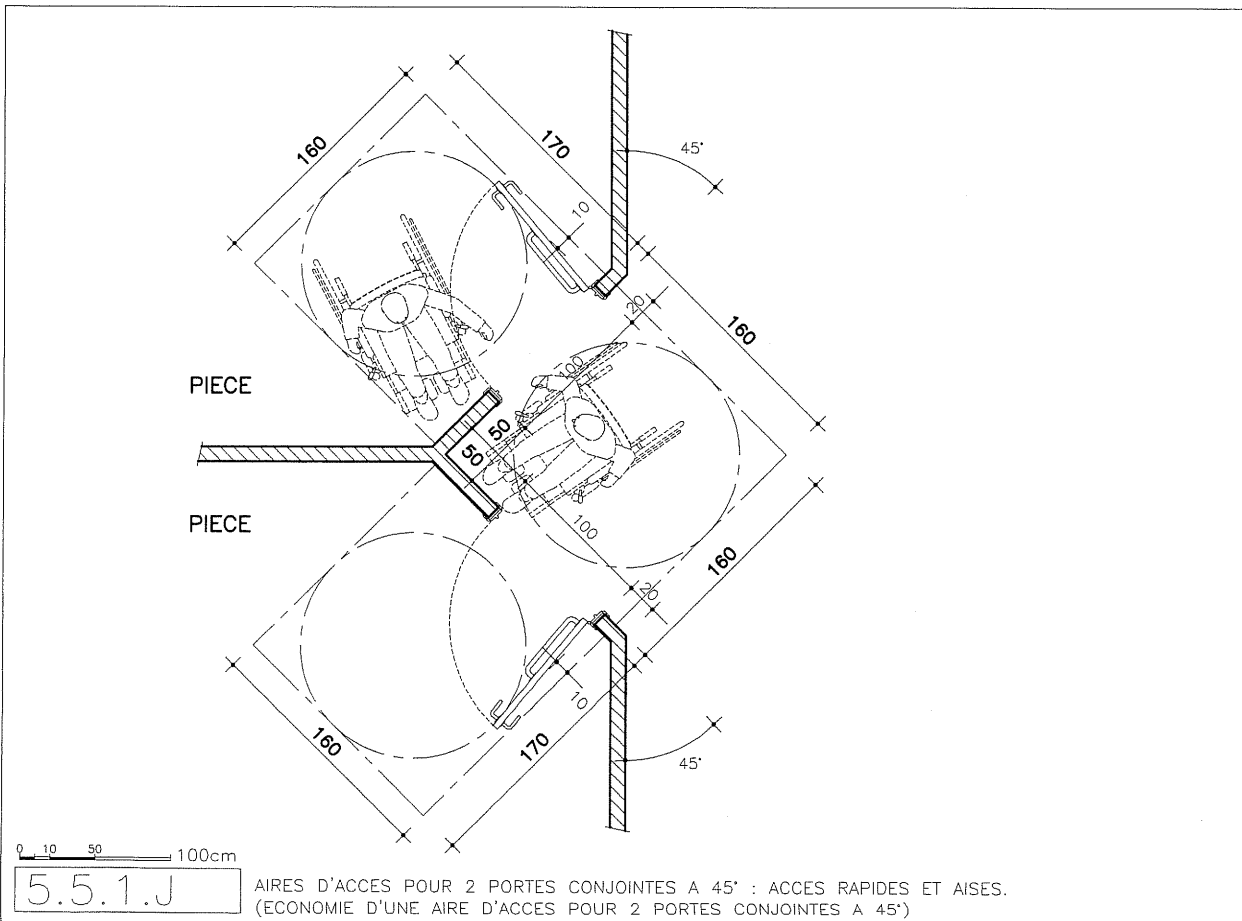 160
170
45°
10
20
160
100
PIECE
50
50
PIECE
100
160
20
10
160
170
45°
0 10 50 100cm
5.5.1.J
AIRES D'ACCES POUR 2 PORTES CONJOINTES A 45° : ACCES RAPIDES ET AISES.
(ECONOMIE D'UNE AIRE D'ACCES POUR 2 PORTES CONJOINTES A 45°)